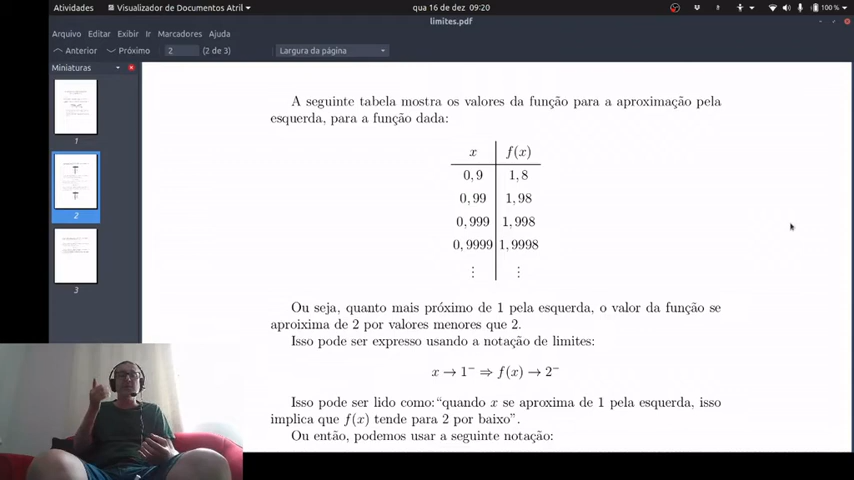 Atividades Visualizador de Documentos Atril qua 16 de dez 09:20 100 %
limites.pdf
Arquivo Editar Exibir Ir Marcadores Ajuda
Anterior Próximo 2 (2 de 3) Largura da página
Miniaturas
1
2
3
A seguinte tabela mostra os valores da função para a aproximação pela
esquerda, para a função dada:
x f(x)
0,9 1,8
0,99 1,98
0,999 1,998
0,9999 1,9998
⋮ ⋮
Ou seja, quanto mais próximo de 1 pela esquerda, o valor da função se
aproixima de 2 por valores menores que 2.
Isso pode ser expresso usando a notação de limites:
x → 1⁻ ⇒ f(x) → 2⁻
Isso pode ser lido como:“quando x se aproxima de 1 pela esquerda, isso
implica que f(x) tende para 2 por baixo”.
Ou então, podemos usar a seguinte notação: